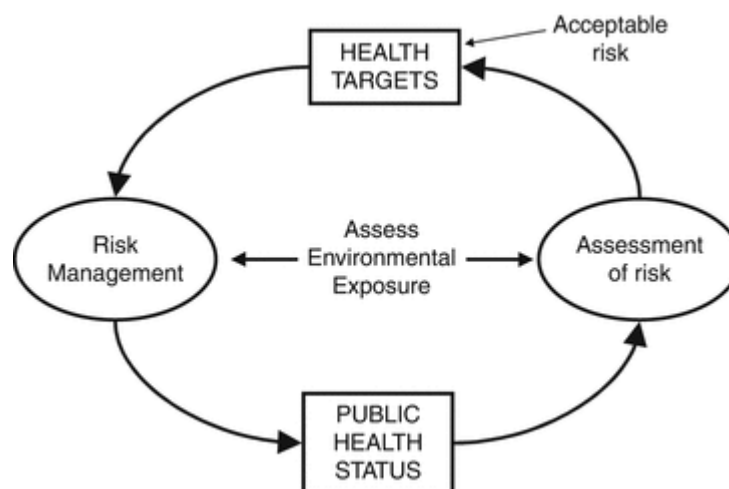 Acceptable
risk
HEALTH
TARGETS
Risk
Management
Assess
Environmental
Exposure
Assessment
of risk
PUBLIC
HEALTH
STATUS